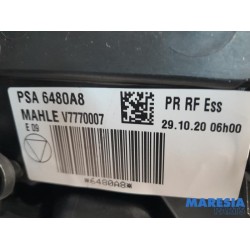 PSA 6480A8
PR RF Ess
MAHLE V7770007
29.10.20 06h00
E 09
*6480A8*
MARESIA